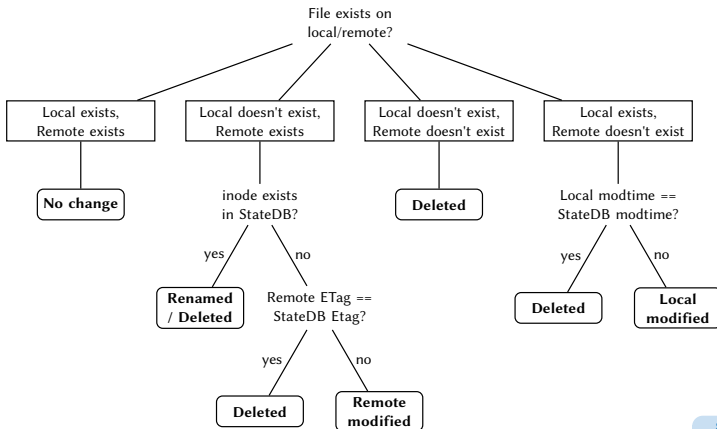 File exists on
local/remote?
Local exists,
Remote exists
Local doesn't exist,
Remote exists
Local doesn't exist,
Remote doesn't exist
Local exists,
Remote doesn't exist
No change
inode exists
in StateDB?
Deleted
Local modtime ==
StateDB modtime?
yes
no
yes
no
Renamed
/ Deleted
Remote ETag ==
StateDB Etag?
Deleted
Local
modified
yes
no
Deleted
Remote
modified